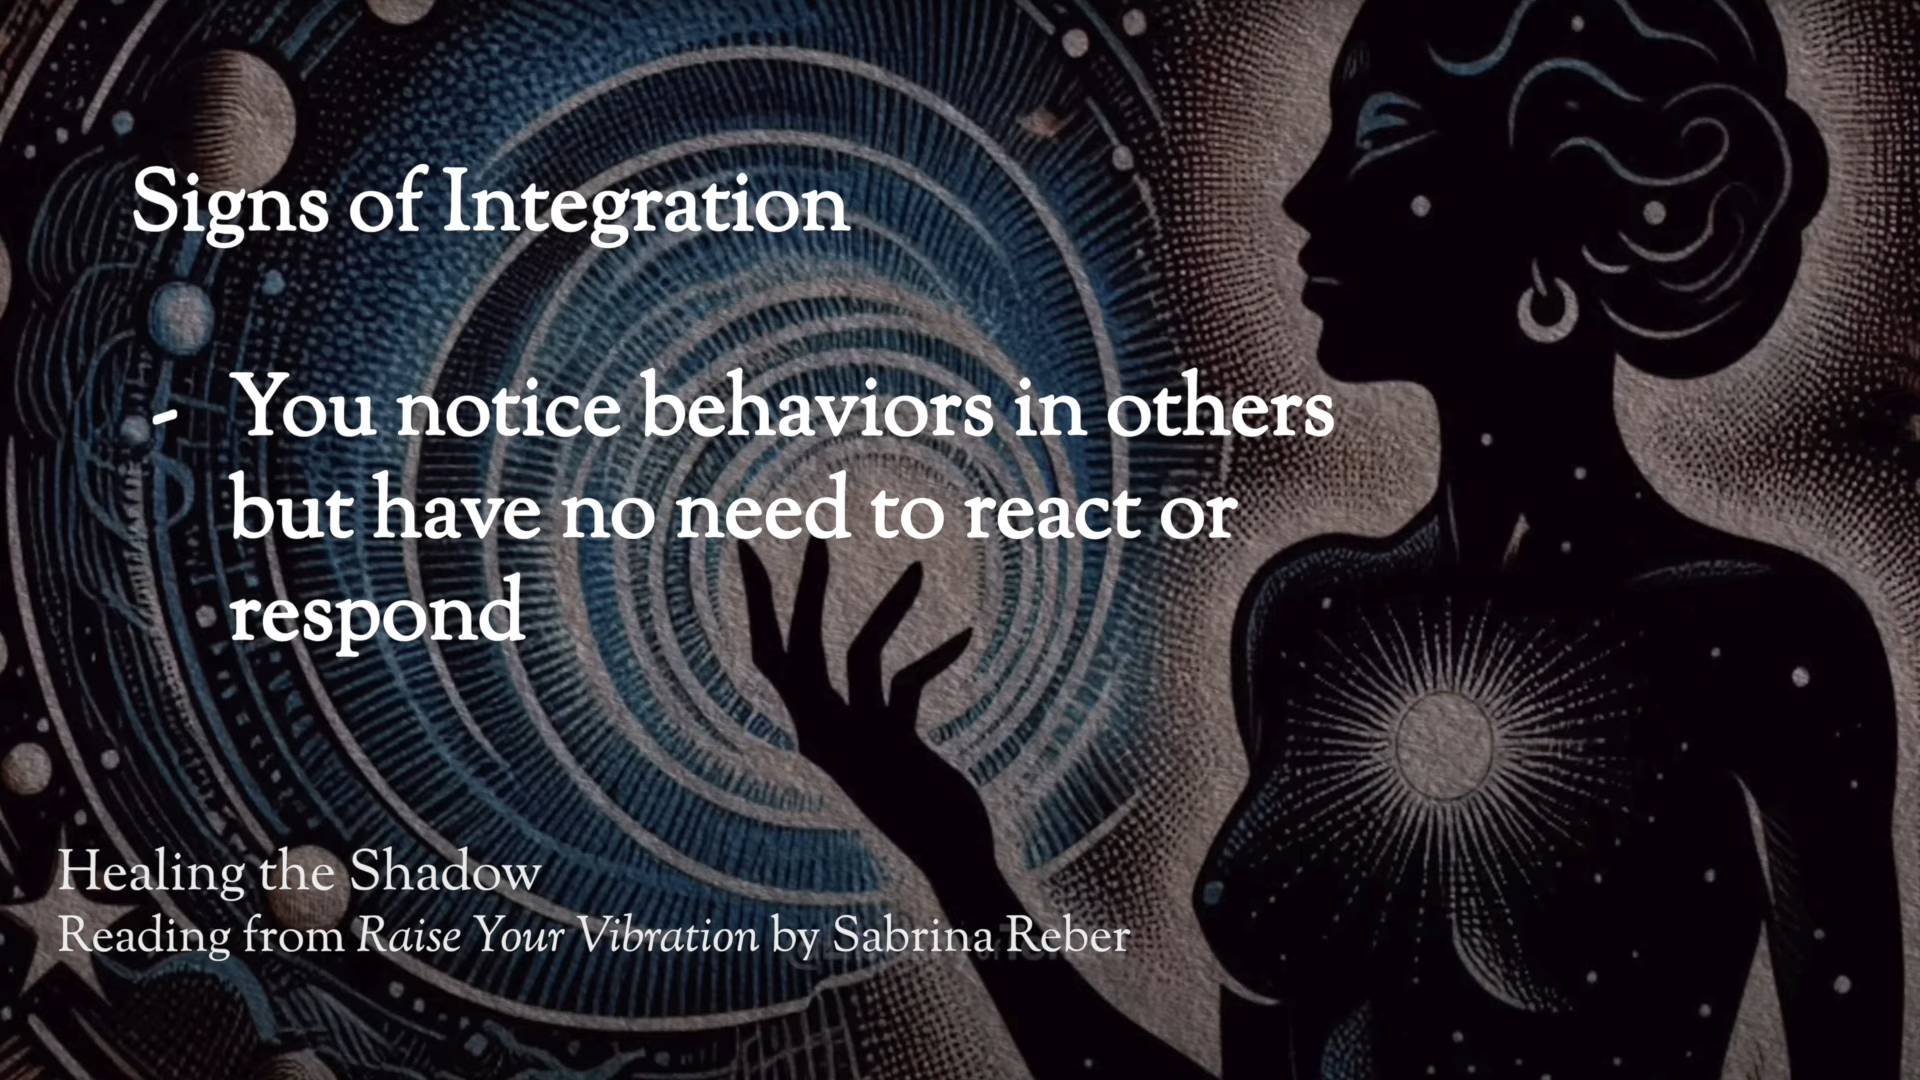 Signs of Integration
- You notice behaviors in others
but have no need to react or
respond
Healing the Shadow
Reading from Raise Your Vibration by Sabrina Reber